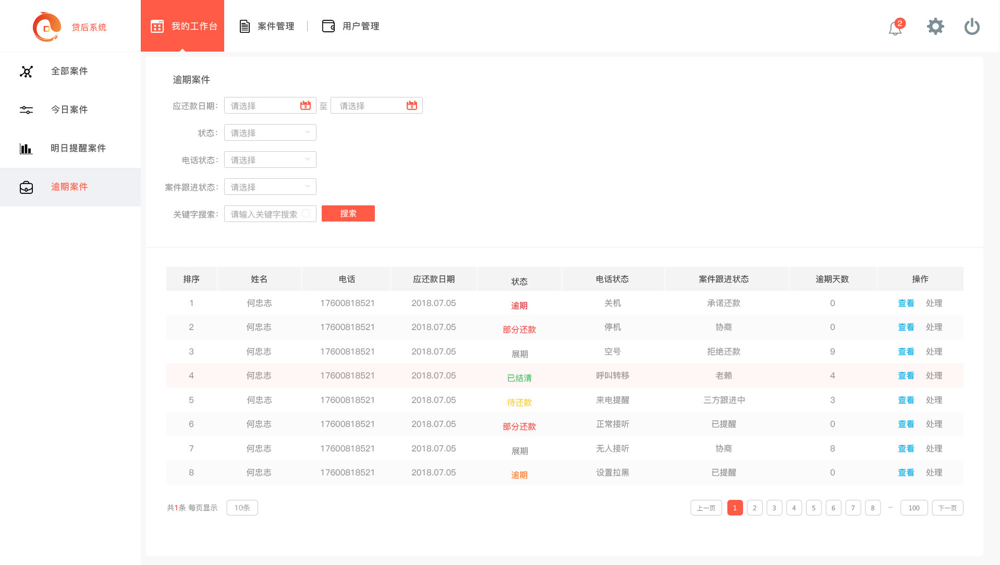 贷后系统
我的工作台
案件管理
用户管理
2
全部案件
今日案件
明日提醒案件
逾期案件
逾期案件
应还款日期： 请选择 至 请选择
状态： 请选择
电话状态： 请选择
案件跟进状态： 请选择
关键字搜索： 请输入关键字搜索 搜索
排序 姓名 电话 应还款日期 状态 电话状态 案件跟进状态 逾期天数 操作
1 何忠志 17600818521 2018.07.05 逾期 关机 承诺还款 0 查看 处理
2 何忠志 17600818521 2018.07.05 部分还款 停机 协商 0 查看 处理
3 何忠志 17600818521 2018.07.05 展期 空号 拒绝还款 9 查看 处理
4 何忠志 17600818521 2018.07.05 已结清 呼叫转移 老赖 4 查看 处理
5 何忠志 17600818521 2018.07.05 待还款 来电提醒 三方跟进中 3 查看 处理
6 何忠志 17600818521 2018.07.05 部分还款 正常接听 已提醒 0 查看 处理
7 何忠志 17600818521 2018.07.05 展期 无人接听 协商 8 查看 处理
8 何忠志 17600818521 2018.07.05 逾期 设置拉黑 已提醒 0 查看 处理
共1条 每页显示 10条 上一页 1 2 3 4 5 6 7 8 ... 100 下一页